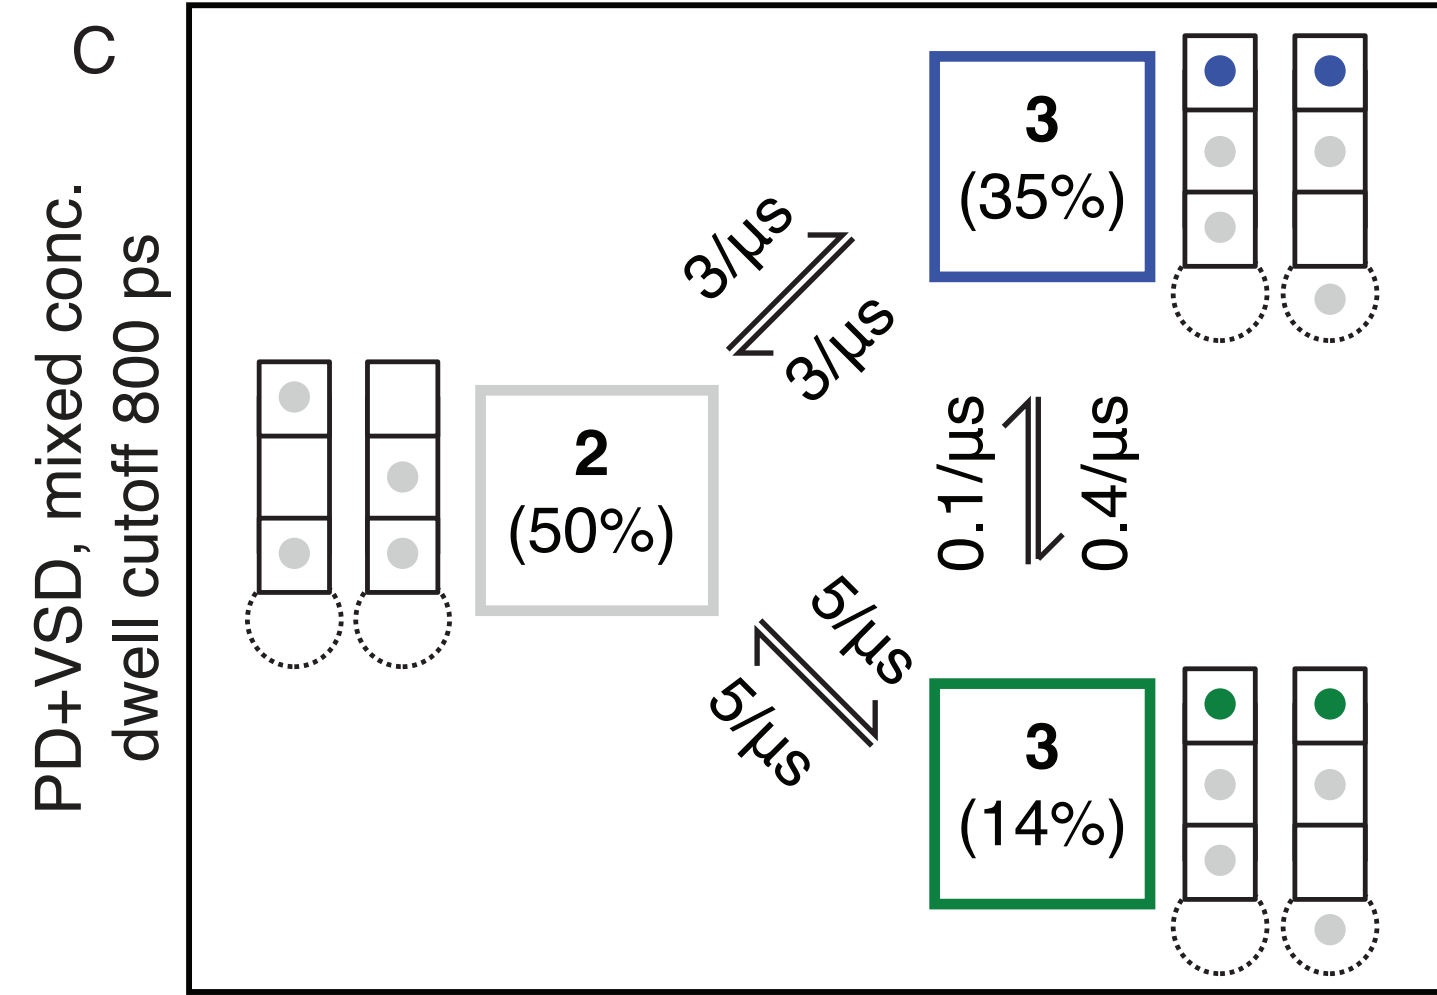 C
PD+VSD, mixed conc.
dwell cutoff 800 ps
3
(35%)
3/µs
3/µs
2
(50%)
0.1/µs
0.4/µs
5/µs
5/µs
3
(14%)